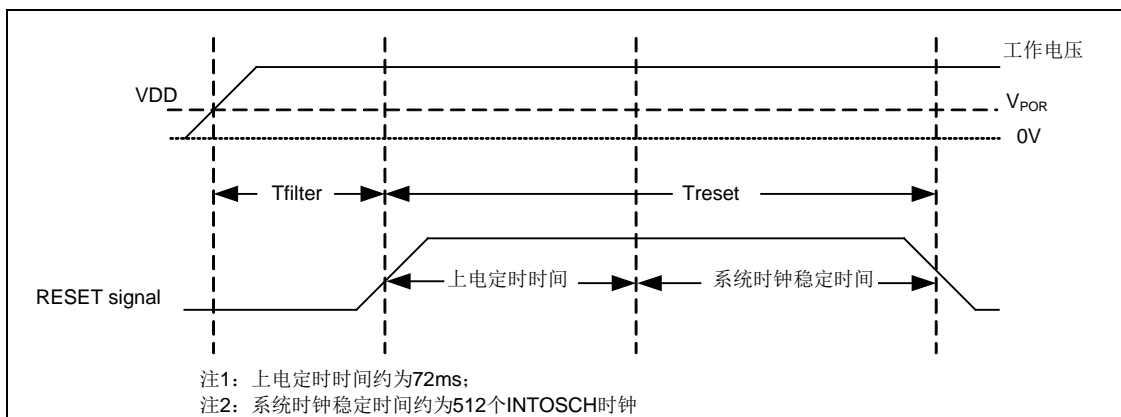 工作电压
VDD
VPOR
0V
Tfilter
Treset
上电定时时间
系统时钟稳定时间
RESET signal
注1：上电定时时间约为72ms；
注2：系统时钟稳定时间约为512个INTOSCH时钟